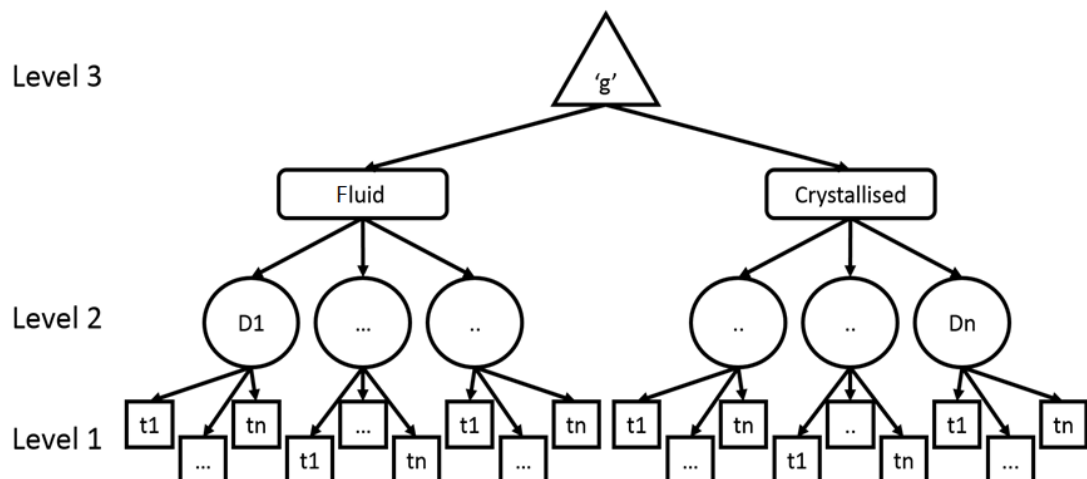 Level 3
‘g’
Fluid
Crystallised
Level 2
D1
...
..
..
..
Dn
Level 1
t1
...
tn
t1
...
tn
t1
...
tn
t1
...
tn
t1
..
tn
t1
...
tn